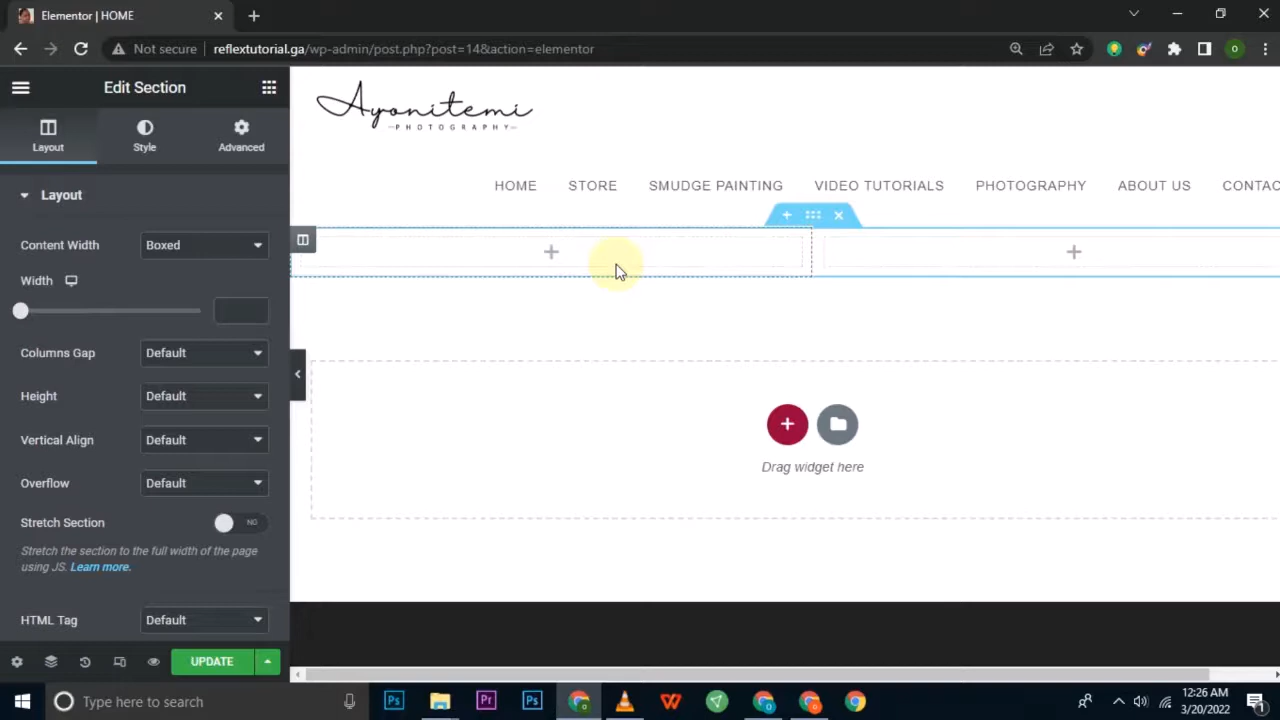 Elementor | HOME
Not secure reflextutorial.ga/wp-admin/post.php?post=14&action=elementor
Edit Section
Layout Style Advanced
Layout
Content Width Boxed
Width
Columns Gap Default
Height Default
Vertical Align Default
Overflow Default
Stretch Section NO
Stretch the section to the full width of the page
using JS. Learn more.
HTML Tag Default
UPDATE
Ayonitemi
PHOTOGRAPHY
HOME STORE SMUDGE PAINTING VIDEO TUTORIALS PHOTOGRAPHY ABOUT US CONTAC
Drag widget here
Type here to search
Ps Pr Ps
12:26 AM
3/20/2022